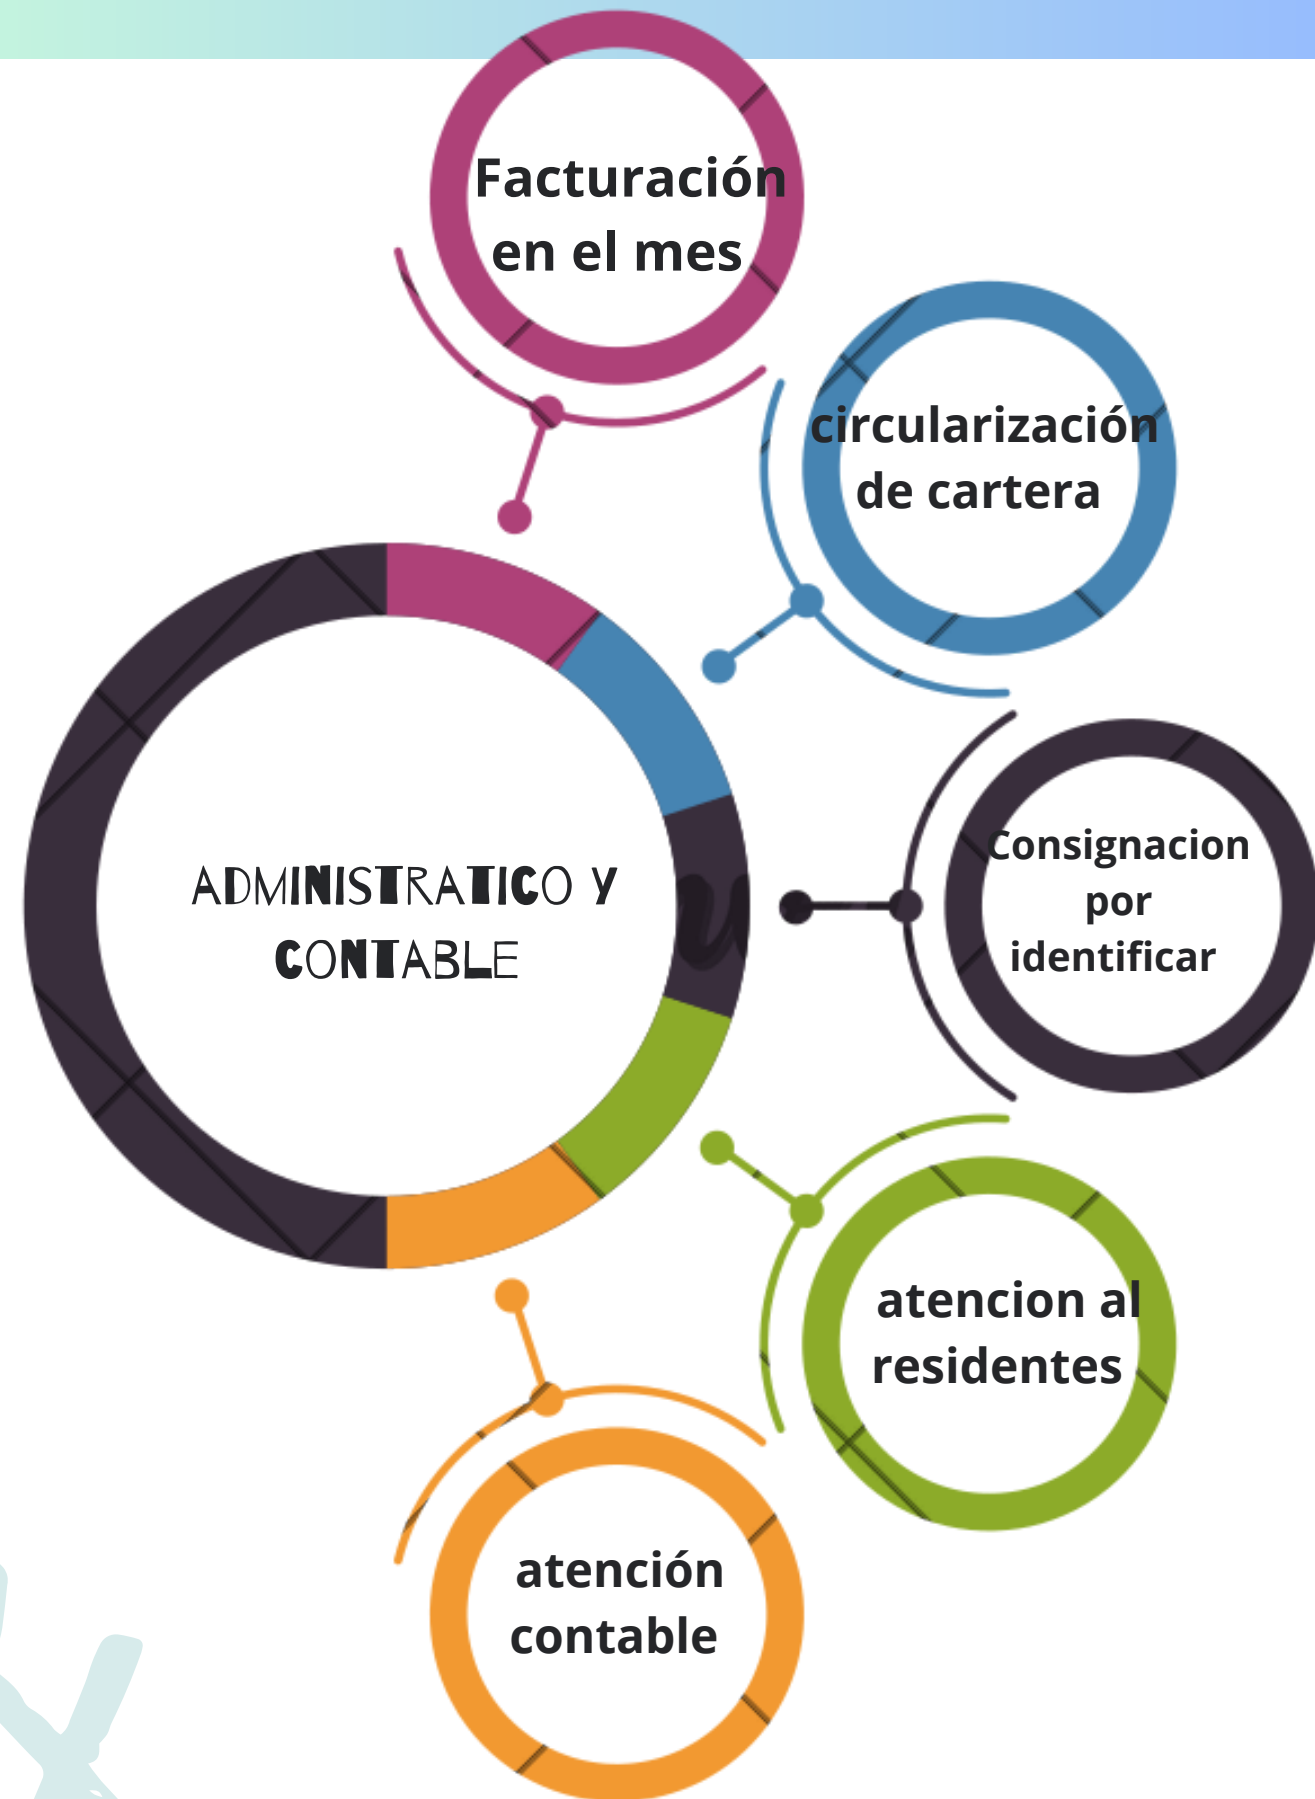 Facturación
en el mes
circularización
de cartera
ADMINISTRATICO Y
CONTABLE
Consignacion
por
identificar
atencion al
residentes
atención
contable